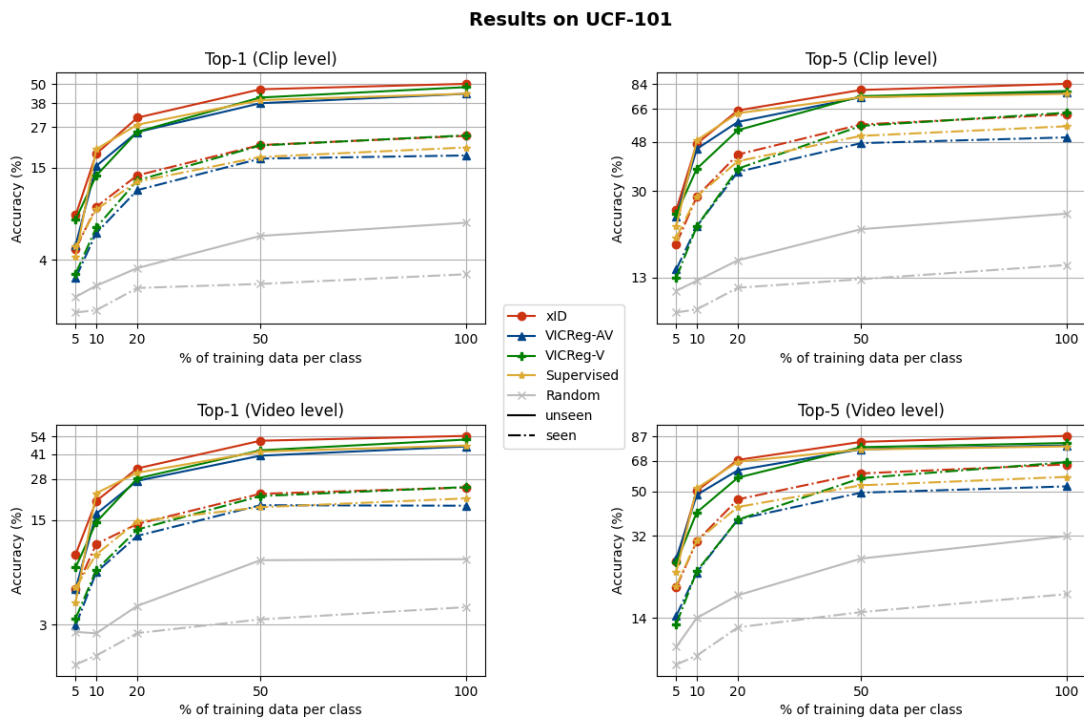 Results on UCF-101
Top-1 (Clip level)
Accuracy (%)
50
38
27
15
4
5 10 20 50 100
% of training data per class
Top-5 (Clip level)
Accuracy (%)
84
66
48
30
13
5 10 20 50 100
% of training data per class
xID
VICReg-AV
VICReg-V
Supervised
Random
unseen
seen
Top-1 (Video level)
Accuracy (%)
54
41
28
15
3
5 10 20 50 100
% of training data per class
Top-5 (Video level)
Accuracy (%)
87
68
50
32
14
5 10 20 50 100
% of training data per class